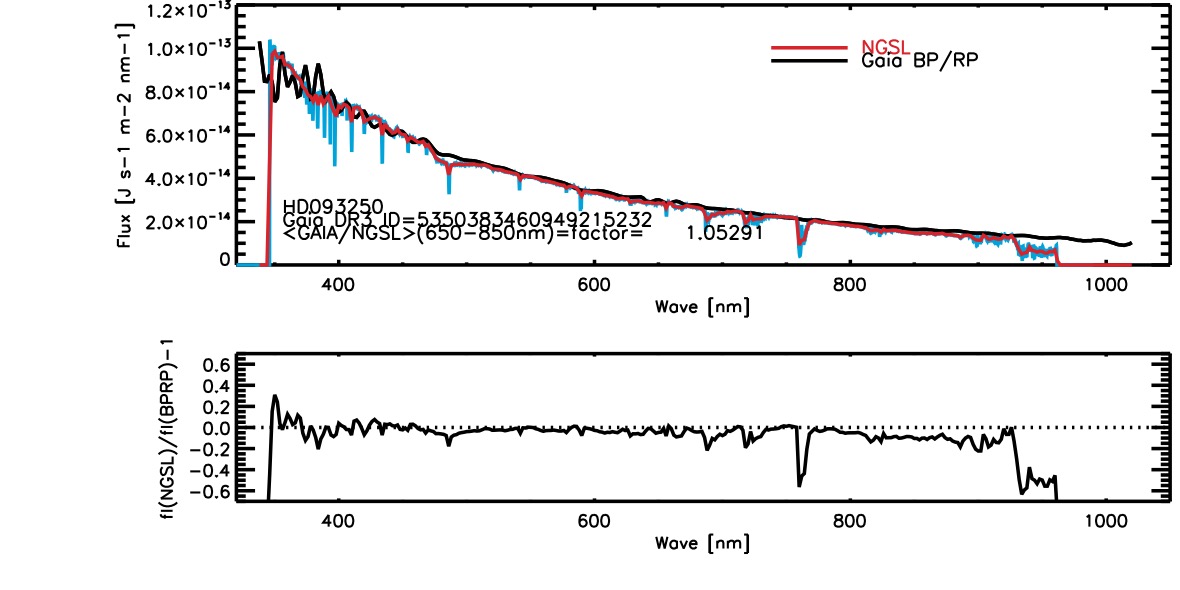 1.2×10⁻¹³
1.0×10⁻¹³
8.0×10⁻¹⁴
6.0×10⁻¹⁴
4.0×10⁻¹⁴
2.0×10⁻¹⁴
0
Flux [J s−1 m−2 nm−1]
NGSL
Gaia BP/RP
HD093250
Gaia DR3 ID=5350383460949215232
<GAIA/NGSL>(650−850nm)=factor= 1.05291
400 600 800 1000
Wave [nm]
fl(NGSL)/fl(BPRP)−1
0.6
0.4
0.2
0.0
−0.2
−0.4
−0.6
400 600 800 1000
Wave [nm]